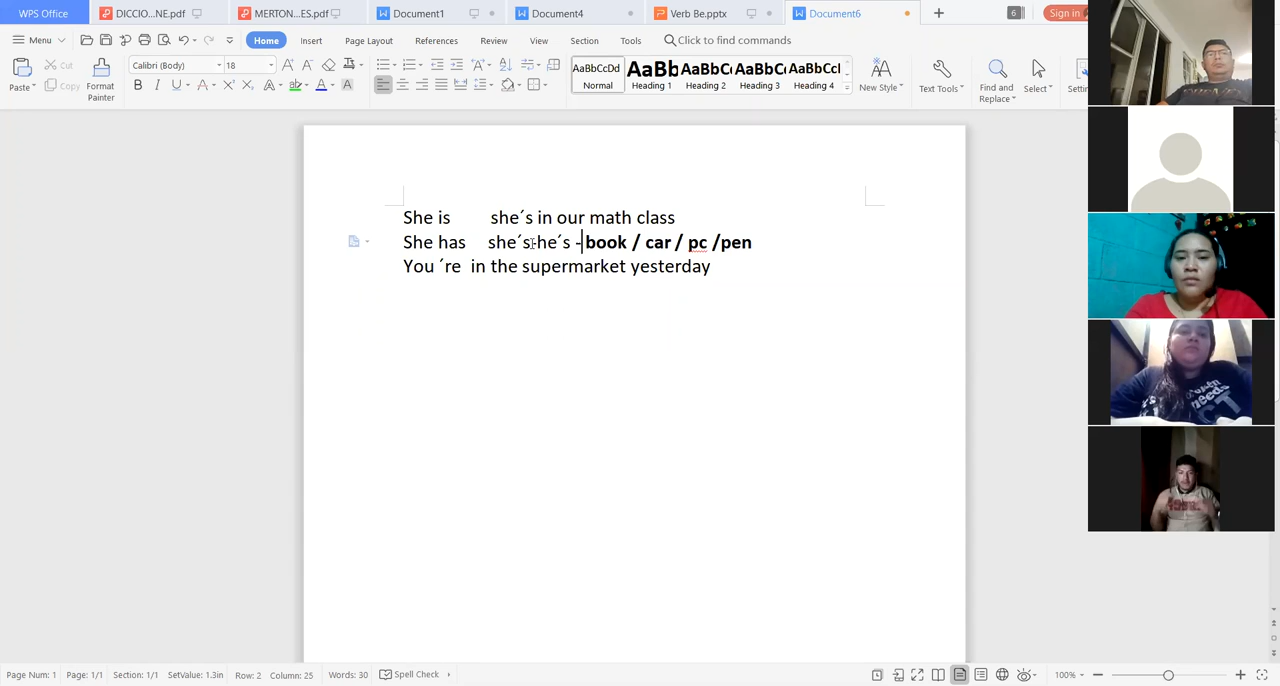 WPS Office DICCIO...NE.pdf MERTON...ES.pdf Document1 Document4 Verb Be.pptx Document6 6 Sign in
Menu Home Insert Page Layout References Review View Section Tools Click to find commands
Paste Cut Copy Format Painter Calibri (Body) 18 AaBbCcDd Normal AaBb Heading 1 AaBbC Heading 2 AaBbC Heading 3 AaBbCcI Heading 4 New Style Text Tools Find and Replace Select Settin
She is she´s in our math class
She has she´s-he´s - book / car / pc /pen
You ´re in the supermarket yesterday
Page Num: 1 Page: 1/1 Section: 1/1 SetValue: 1.3in Row: 2 Column: 25 Words: 30 Spell Check 100%